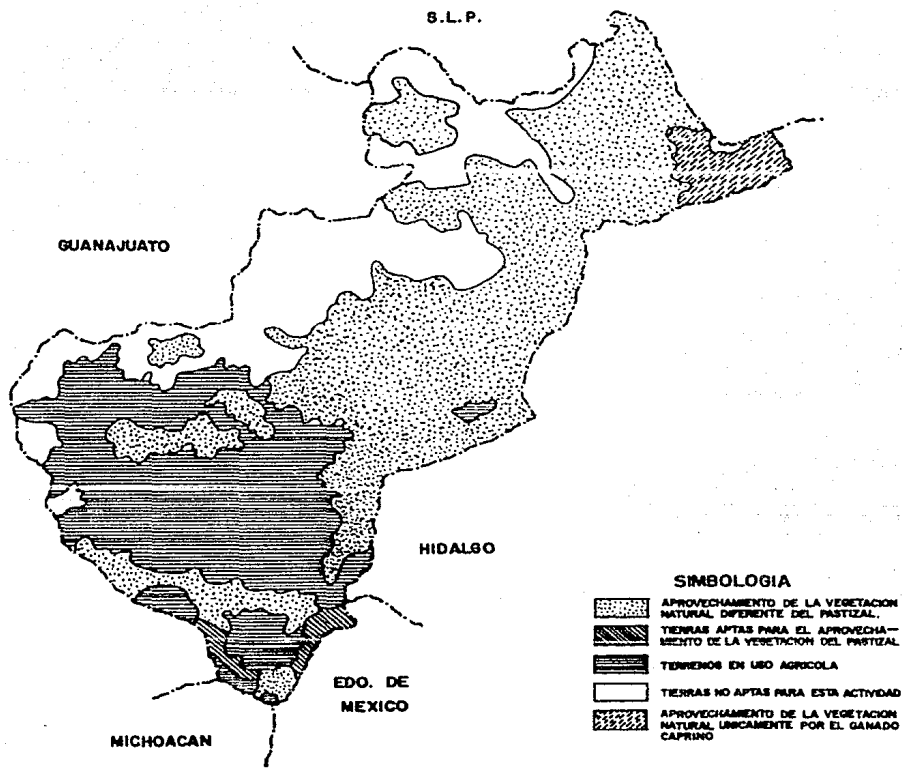 S.L.P.
GUANAJUATO
HIDALGO
EDO. DE
MEXICO
MICHOACAN
SIMBOLOGIA
APROVECHAMIENTO DE LA VEGETACION
NATURAL DIFERENTE DEL PASTIZAL.
TIERRAS APTAS PARA EL APROVECHA—
MIENTO DE LA VEGETACION DEL PASTIZAL
TERRENOS EN USO AGRICOLA
TIERRAS NO APTAS PARA ESTA ACTIVIDAD
APROVECHAMIENTO DE LA VEGETACION
NATURAL UNICAMENTE POR EL GANADO
CAPRINO